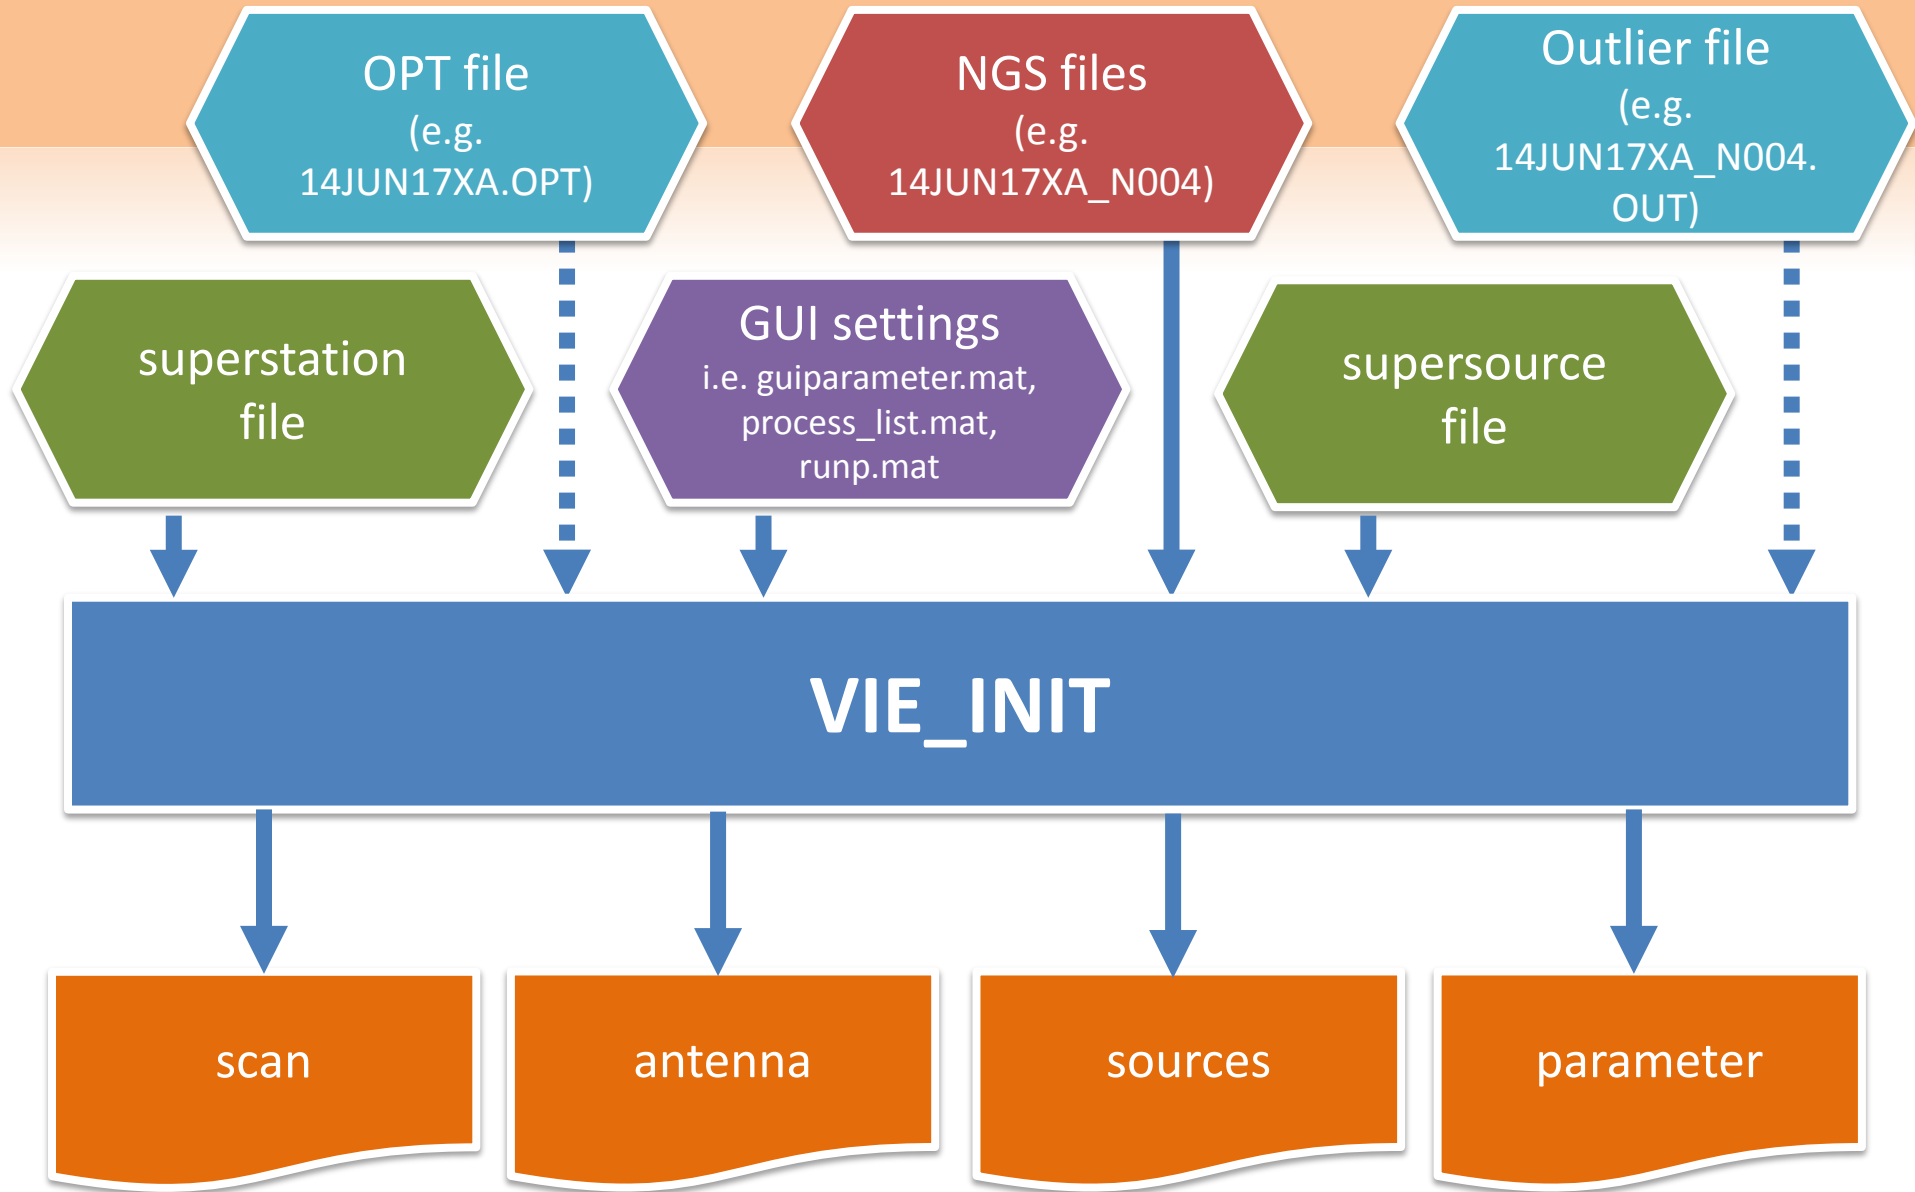 OPT file
(e.g.
14JUN17XA.OPT)
NGS files
(e.g.
14JUN17XA_N004)
Outlier file
(e.g.
14JUN17XA_N004.
OUT)
superstation
file
GUI settings
i.e. guiparameter.mat,
process_list.mat,
runp.mat
supersource
file
VIE_INIT
scan
antenna
sources
parameter